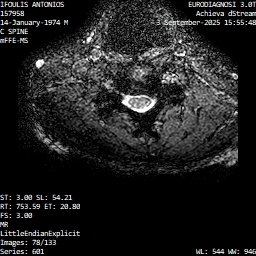 IFOULIS ANTONIOS
157958
14-January-1974 M
C SPINE
mFFE-MS
EURODIAGNOSI 3.0T
Achieva dStream
3 September-2025 15:55:48
ST: 3.00 SL: 54.21
RT: 753.59 ET: 20.80
FS: 3.00
MR
LittleEndianExplicit
Images: 78/133
Series: 601
WL: 544 WW: 946